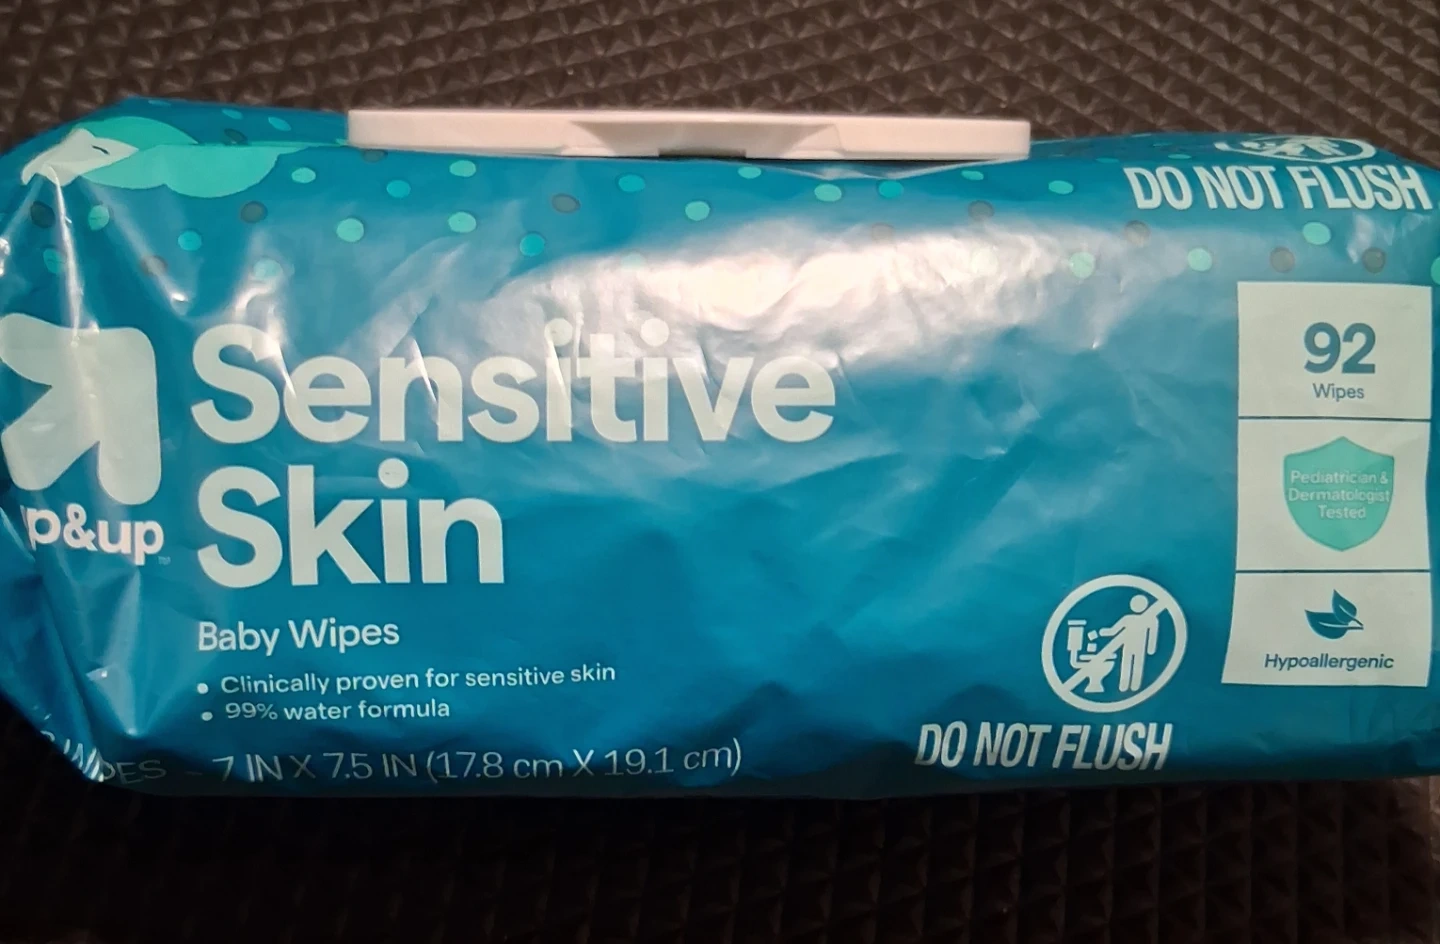 DO NOT FLUSH
92
Wipes
Pediatrician &
Dermatologist
Tested
Hypoallergenic
Sensitive
Skin
p&up
Baby Wipes
• Clinically proven for sensitive skin
• 99% water formula
7 IN X 7.5 IN (17.8 cm X 19.1 cm)
DO NOT FLUSH